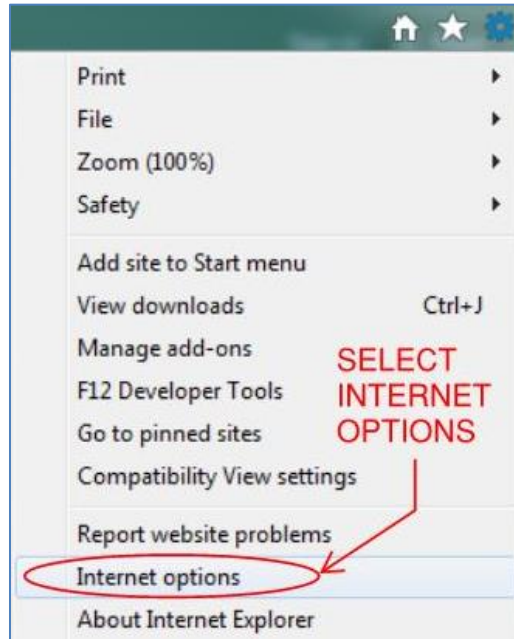 Print
File
Zoom (100%)
Safety
Add site to Start menu
View downloads Ctrl+J
Manage add-ons
F12 Developer Tools
Go to pinned sites
Compatibility View settings
SELECT
INTERNET
OPTIONS
Report website problems
Internet options
About Internet Explorer